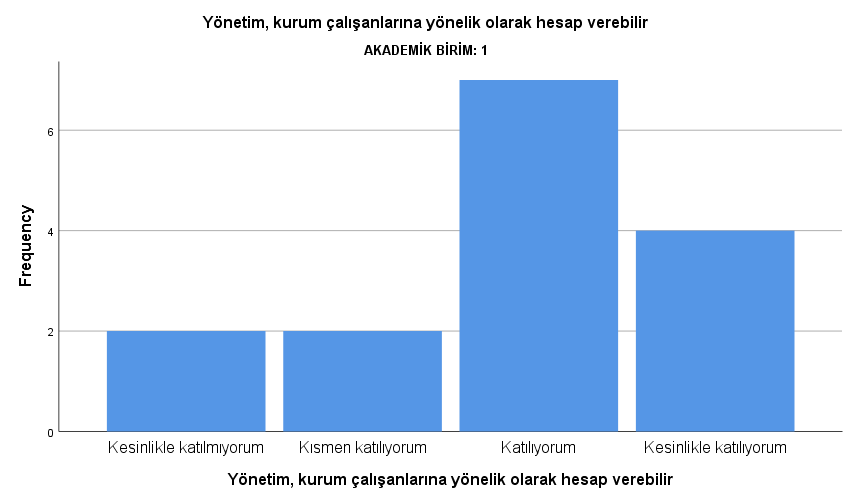 Yönetim, kurum çalışanlarına yönelik olarak hesap verebilir
AKADEMİK BİRİM: 1
6
4
2
0
Frequency
Kesinlikle katılmıyorum
Kısmen katılıyorum
Katılıyorum
Kesinlikle katılıyorum
Yönetim, kurum çalışanlarına yönelik olarak hesap verebilir